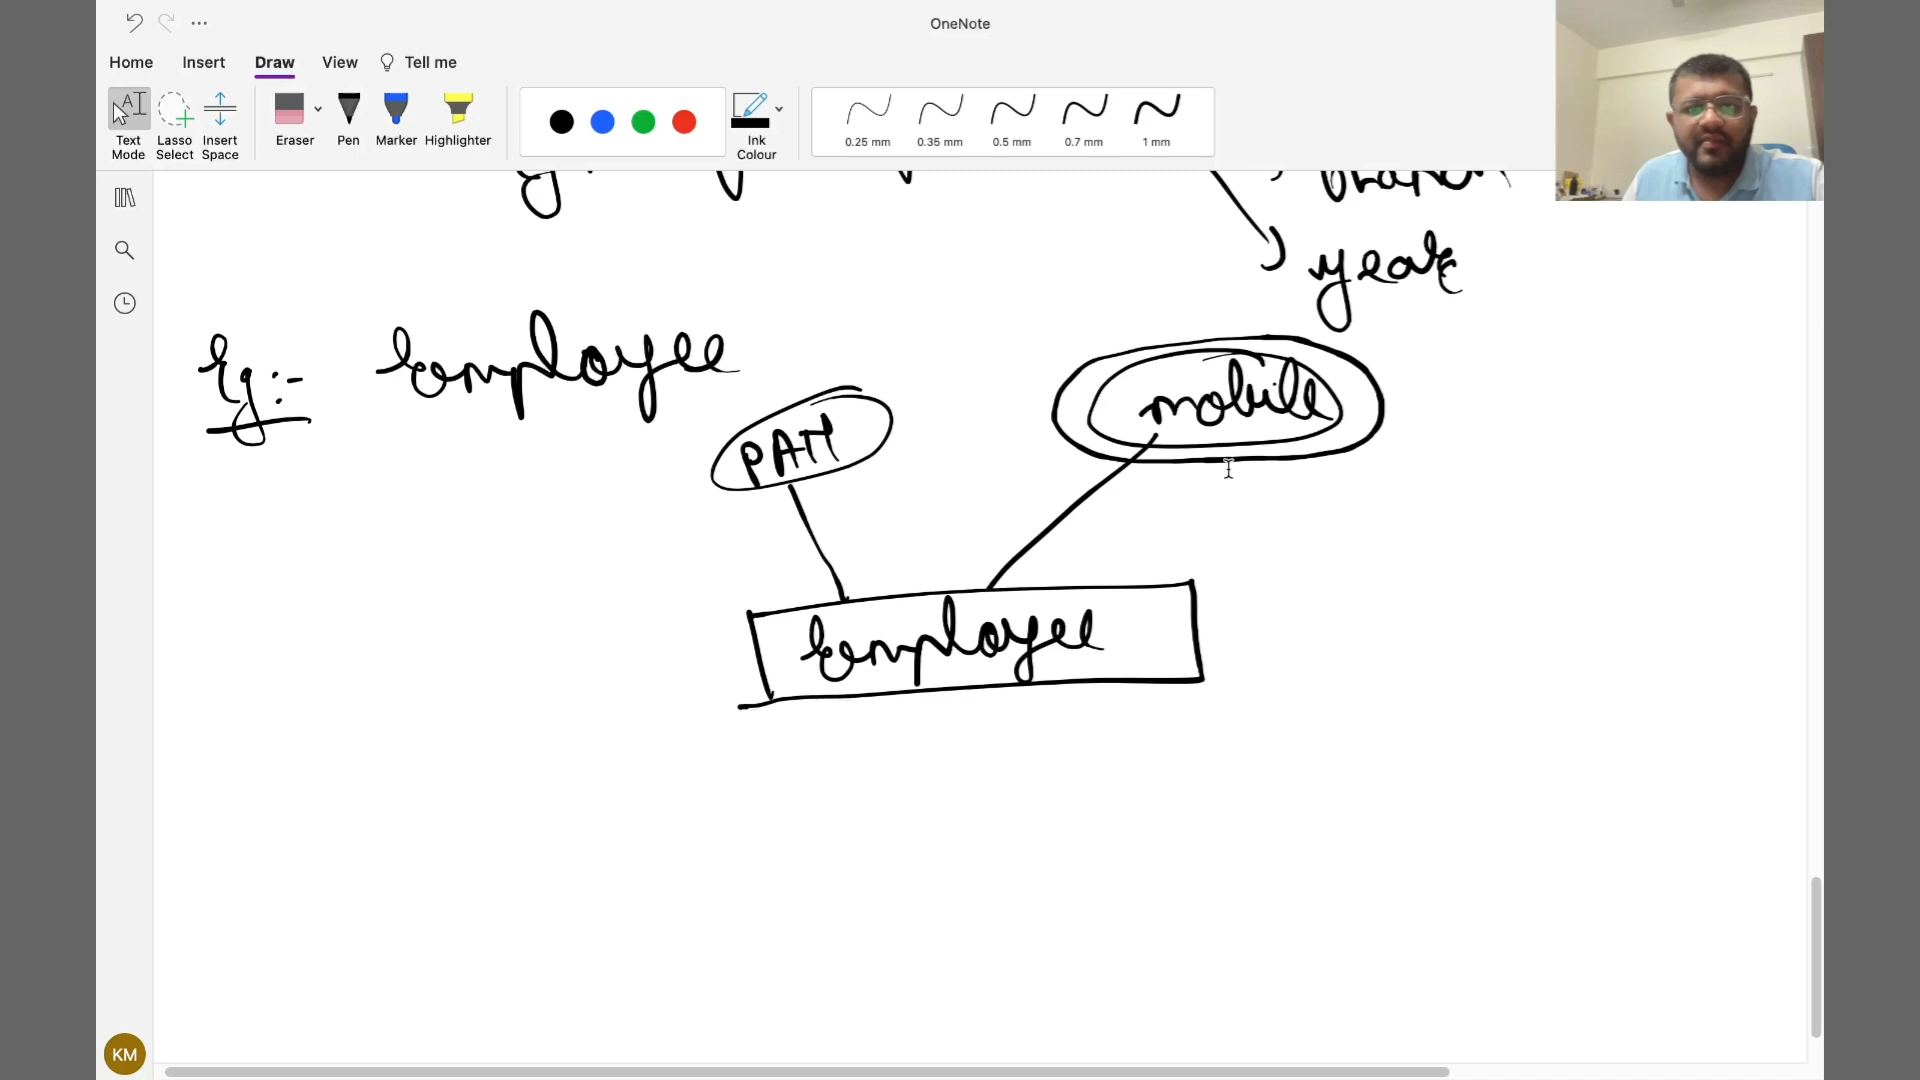 OneNote
Home Insert Draw View Tell me
Text Mode
Lasso Select
Insert Space
Eraser
Pen
Marker
Highlighter
Ink Colour
0.25 mm
0.35 mm
0.5 mm
0.7 mm
1 mm
year
Eg:- Employee
PAN
mobile
Employee
KM